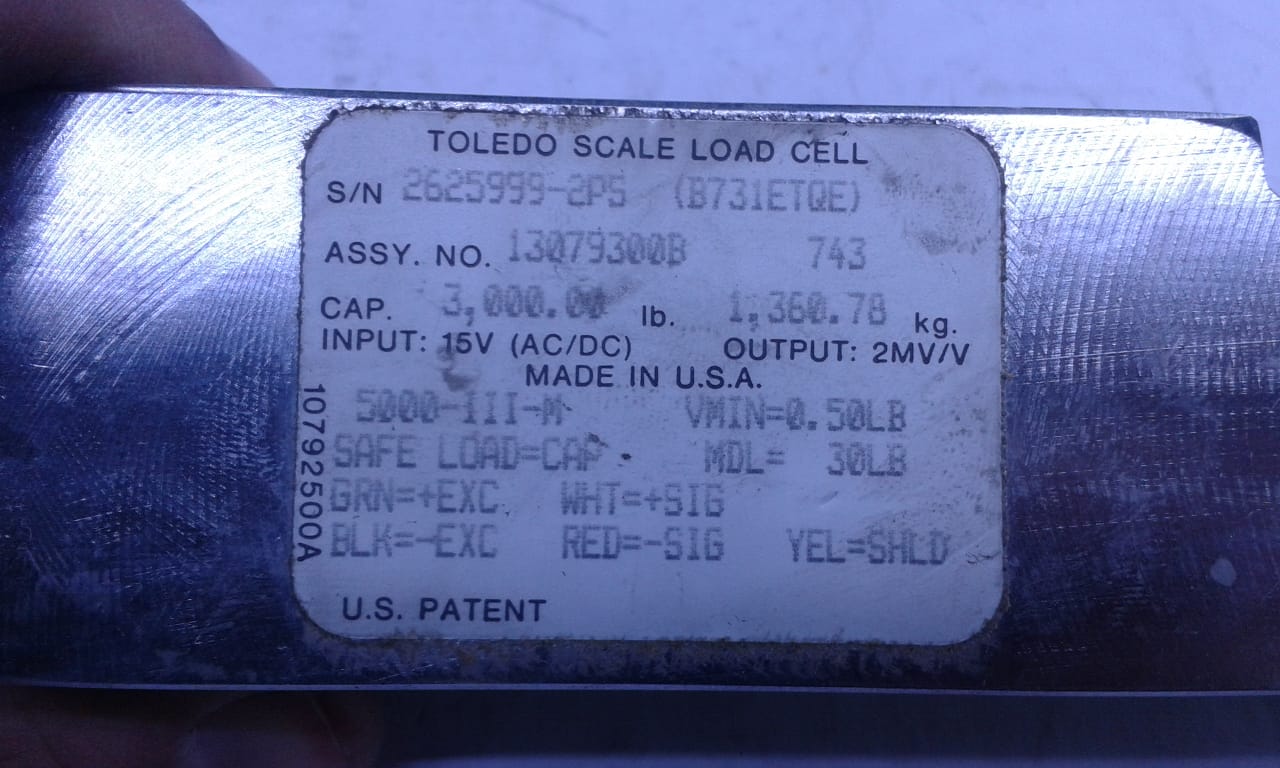 TOLEDO SCALE LOAD CELL
S/N 2625999-2PS (B731ETQE)
ASSY. NO. 13079300B 743
CAP. 3,000.00 lb. 1,360.78 kg.
INPUT: 15V (AC/DC) OUTPUT: 2MV/V
MADE IN U.S.A.
5000-III-M VMIN=0.50LB
SAFE LOAD=CAP. MDL= 30LB
GRN=+EXC WHT=+SIG
BLK=-EXC RED=-SIG YEL=SHLD
U.S. PATENT
10792500A